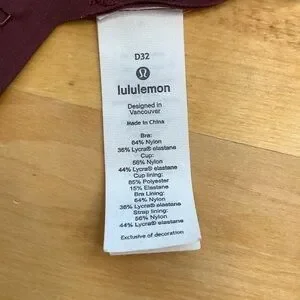 D32
lululemon
Designed in
Vancouver
Made in China
Bra:
64% Nylon
36% Lycra® elastane
Cup:
56% Nylon
44% Lycra® elastane
Cup lining:
85% Polyester
15% Elastane
Bra Lining:
64% Nylon
36% Lycra® elastane
Strap lining:
56% Nylon
44% Lycra® elastane
Exclusive of decoration